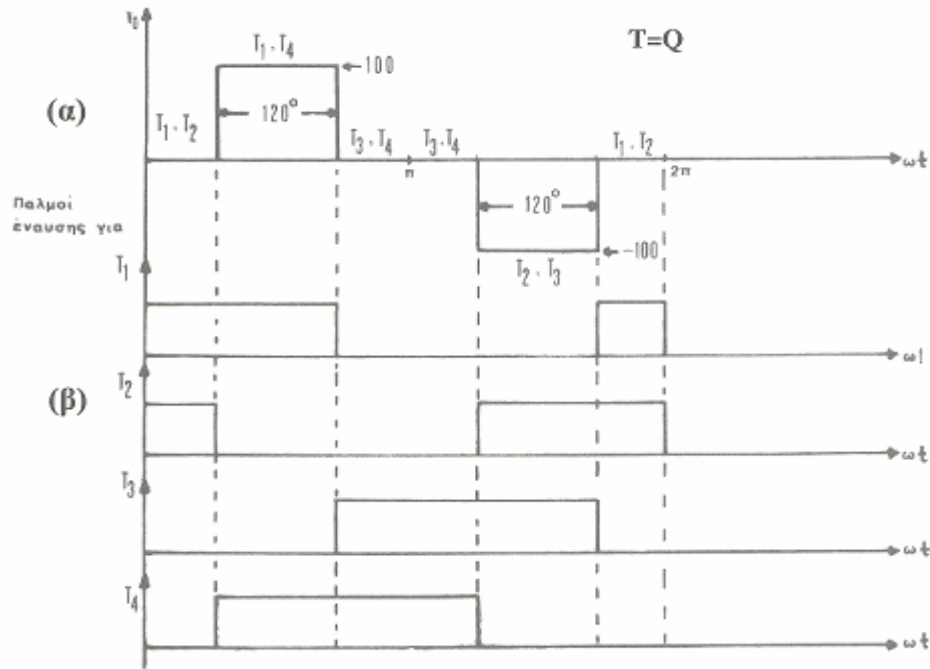 v₀
T₁ , T₄
T=Q
←100
(α)
120°
T₁ , T₂
T₃ , T₄
T₃ , T₄
T₁ , T₂
π
2π
ωt
Παλμοί
έναυσης για
120°
←-100
T₂ , T₃
T₁
ωt
T₂
(β)
ωt
T₃
ωt
T₄
ωt